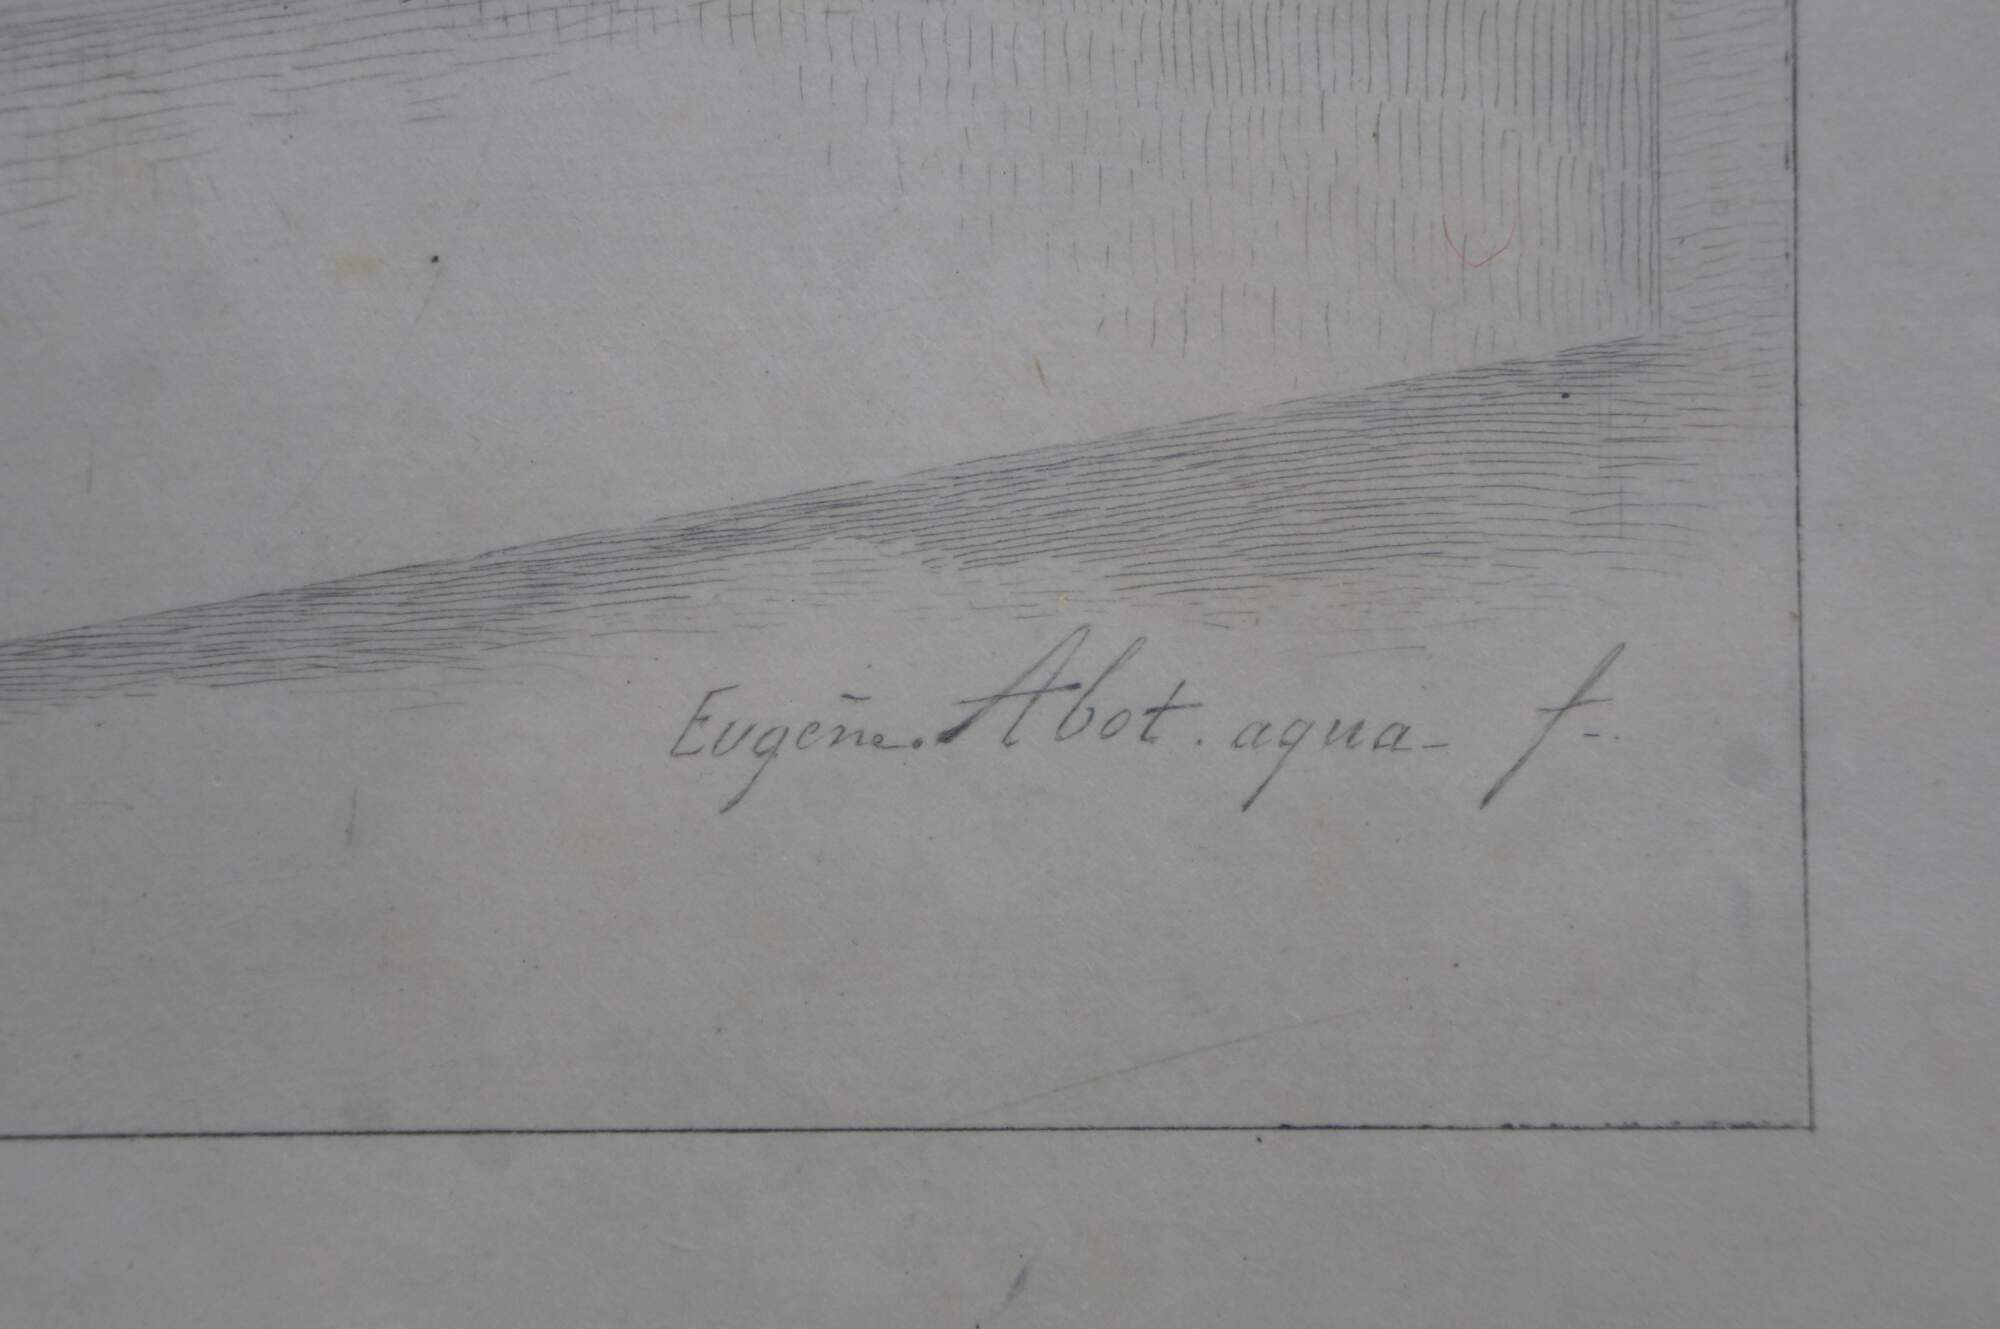 Eugène. Abot. aqua- f-.